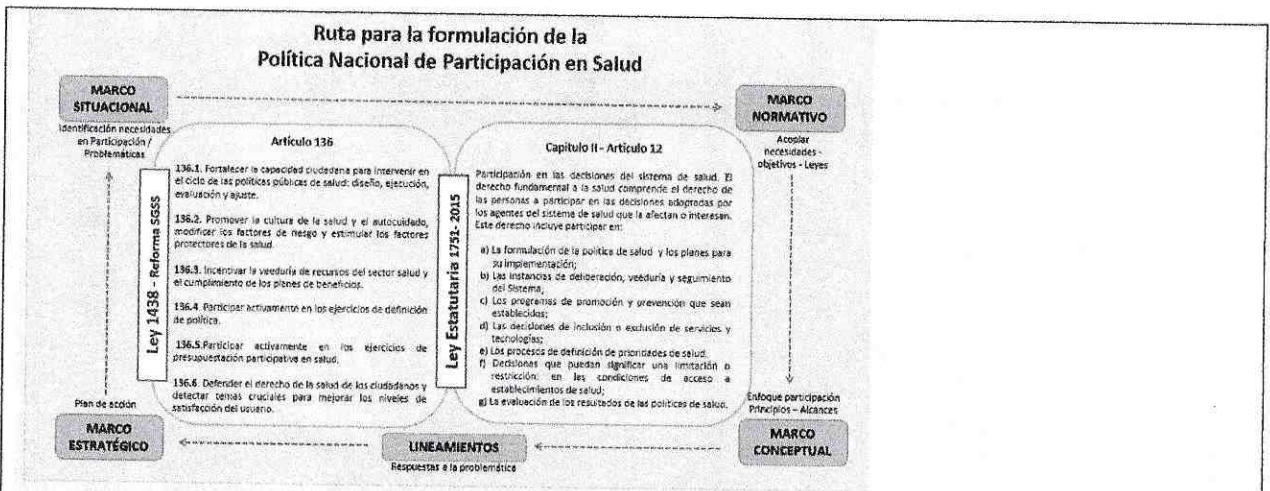 Ruta para la formulación de la
Política Nacional de Participación en Salud
MARCO
SITUACIONAL
Identificación necesidades
en Participación /
Problemáticas
MARCO
NORMATIVO
Acopiar
necesidades -
objetivos - Leyes
Ley 1438 - Reforma SGSS
Artículo 136
136.1. Fortalecer la capacidad ciudadana para intervenir en
el ciclo de las políticas públicas de salud: diseño, ejecución,
evaluación y ajuste.
136.2. Promover la cultura de la salud y el autocuidado,
modificar los factores de riesgo y estimular los factores
protectores de la salud.
136.3. Incentivar la veeduría de recursos del sector salud y
el cumplimiento de los planes de beneficios.
136.4. Participar activamente en los ejercicios de definición
de política.
136.5.Participar activamente en los ejercicios de
presupuestación participativa en salud.
136.6. Defender el derecho de la salud de los ciudadanos y
detectar temas cruciales para mejorar los niveles de
satisfacción del usuario.
Ley Estatutaria 1751- 2015
Capitulo II - Artículo 12
Participación en las decisiones del sistema de salud. El
derecho fundamental a la salud comprende el derecho de
las personas a participar en las decisiones adoptadas por
los agentes del sistema de salud que la afectan o interesan.
Este derecho incluye participar en:
a) La formulación de la política de salud y los planes para
su implementación;
b) Las instancias de deliberación, veeduría y seguimiento
del Sistema;
c) Los programas de promoción y prevención que sean
establecidos;
d) Las decisiones de inclusión o exclusión de servicios y
tecnologías;
e) Los procesos de definición de prioridades de salud.
f) Decisiones que puedan significar una limitación o
restricción: en las condiciones de acceso a
establecimientos de salud;
g) La evaluación de los resultados de las políticas de salud.
Plan de acción
MARCO
ESTRATÉGICO
LINEAMIENTOS
Respuestas a la problemática
Enfoque participación
Principios - Alcances
MARCO
CONCEPTUAL